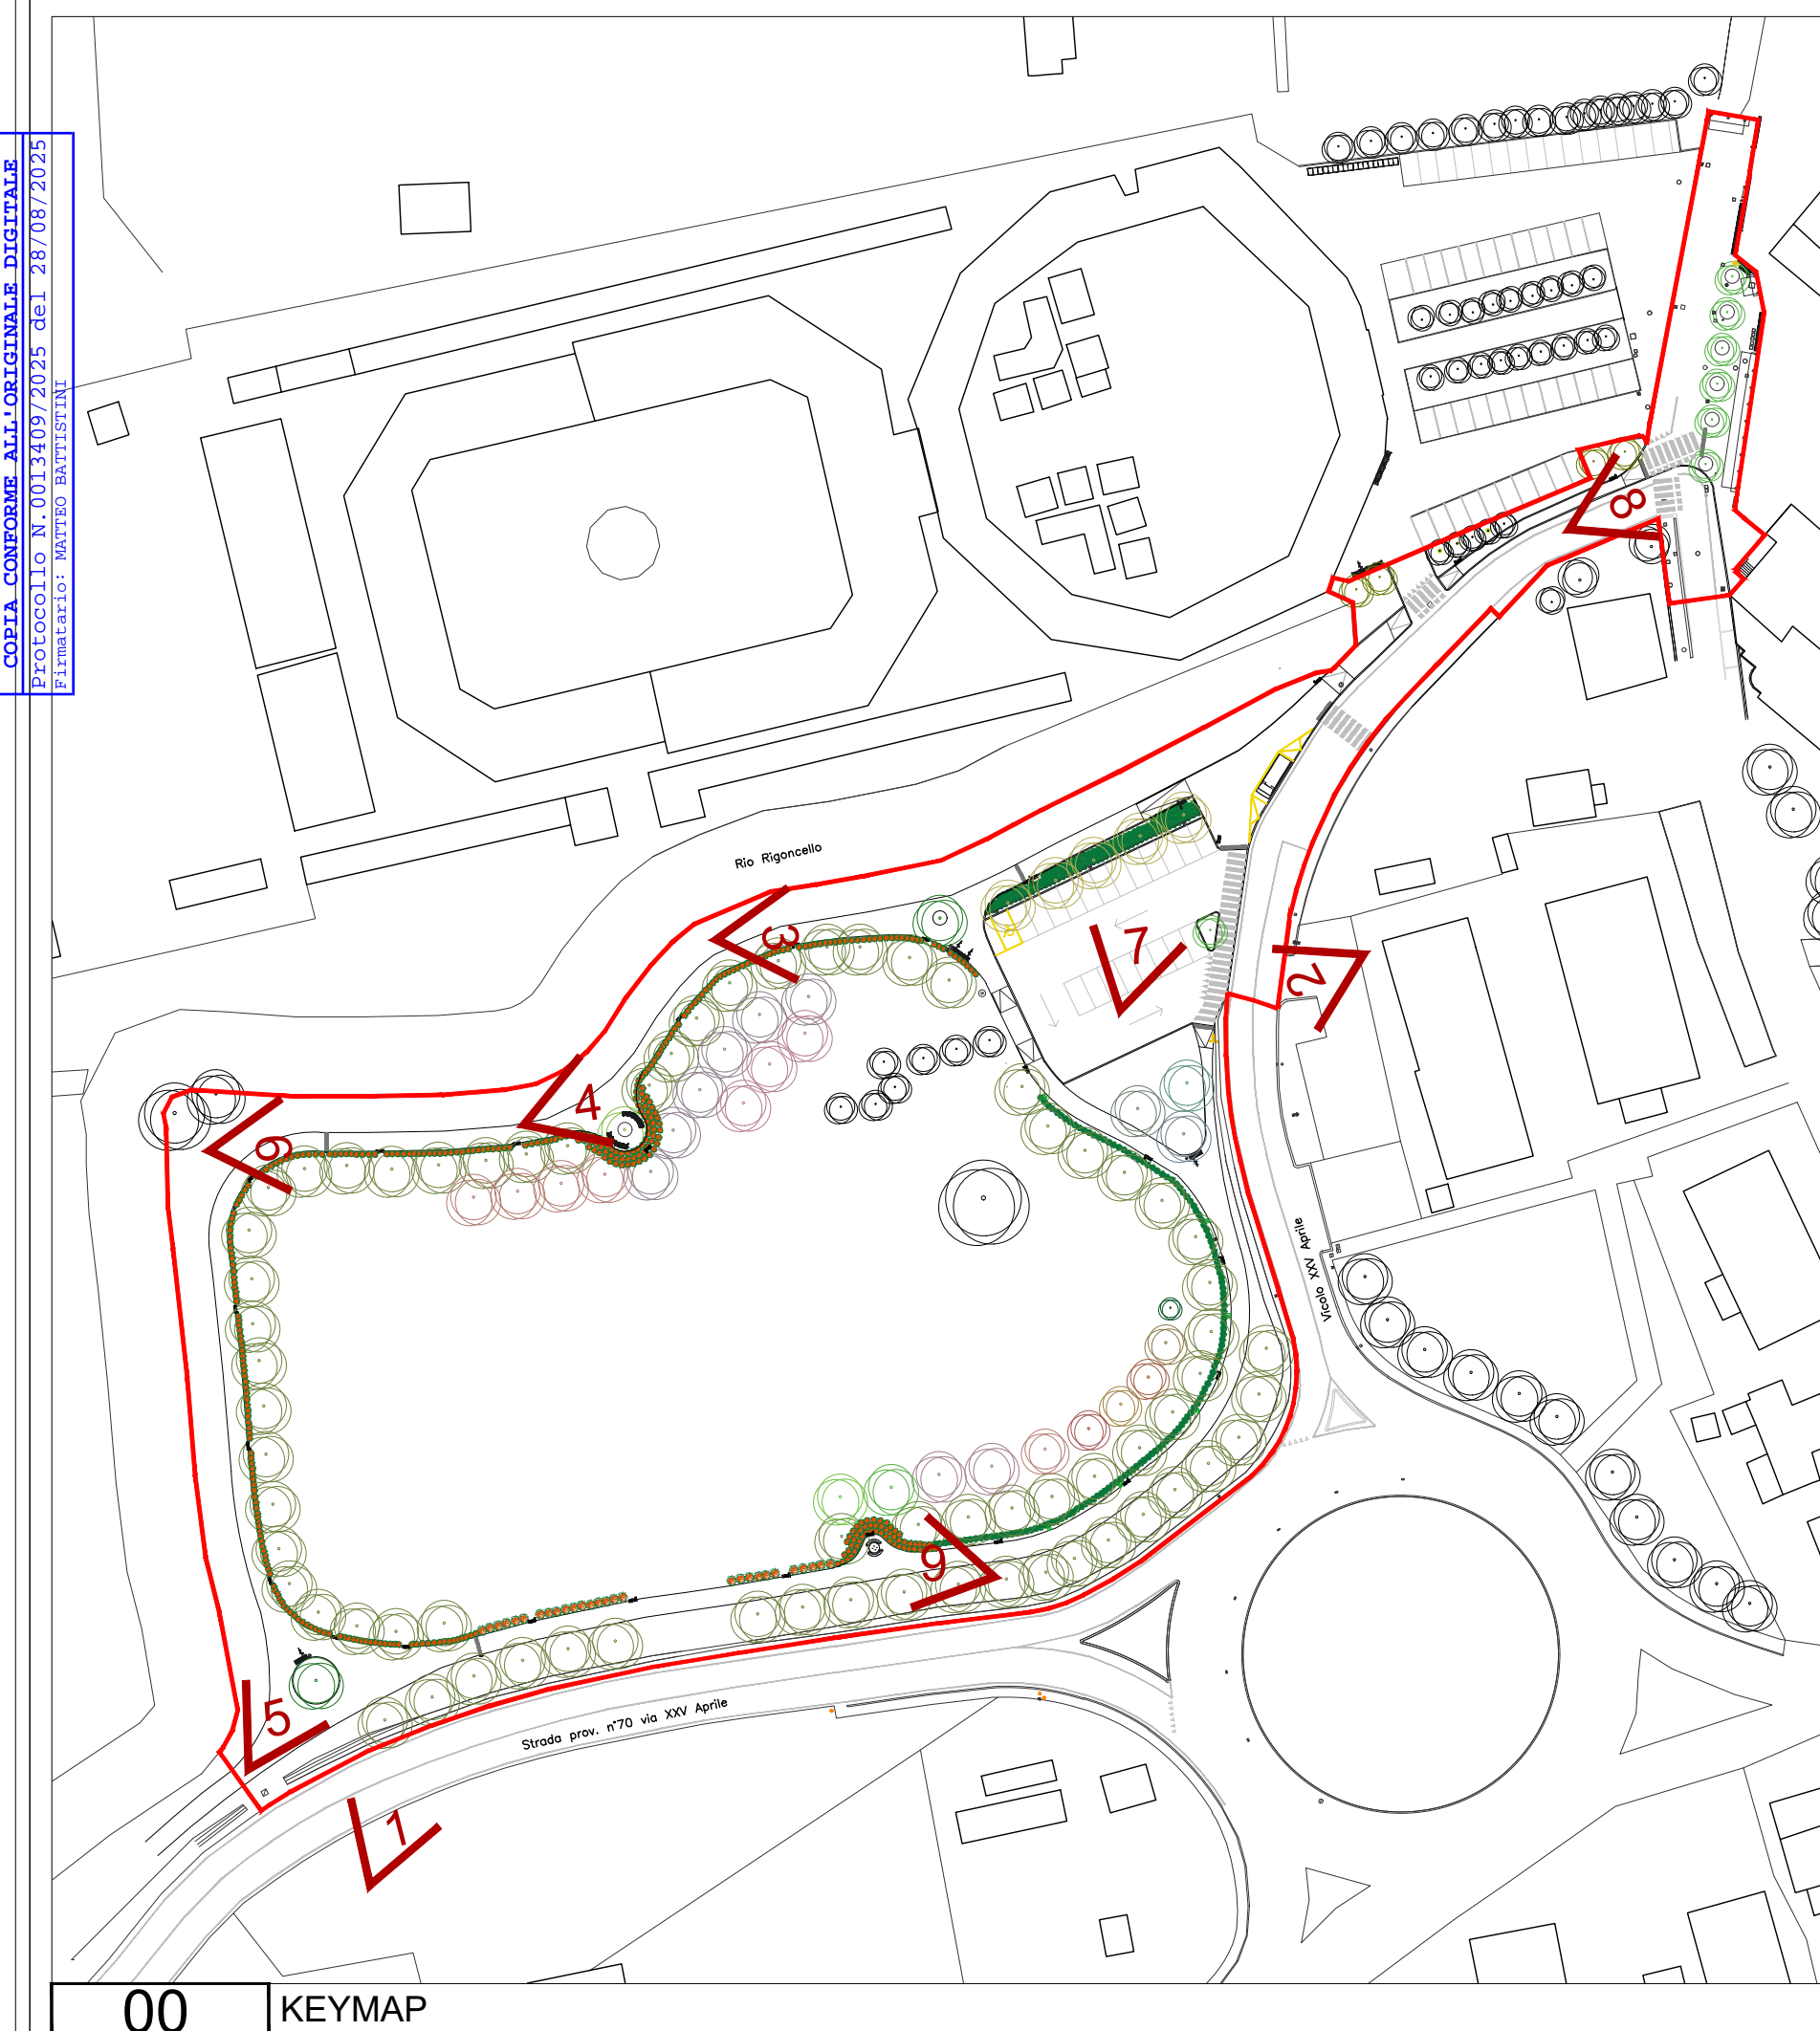 COPIA CONFORME ALL'ORIGINALE DIGITALE
Protocollo N.0013409/2025 del 28/08/2025
Firmatario: MATTEO BATTISTINI
8
Rio Rigoncello
3
7
2
4
6
Vicolo XXV Aprile
9
5
Strada prov. n°70 via XXV Aprile
1
00
KEYMAP